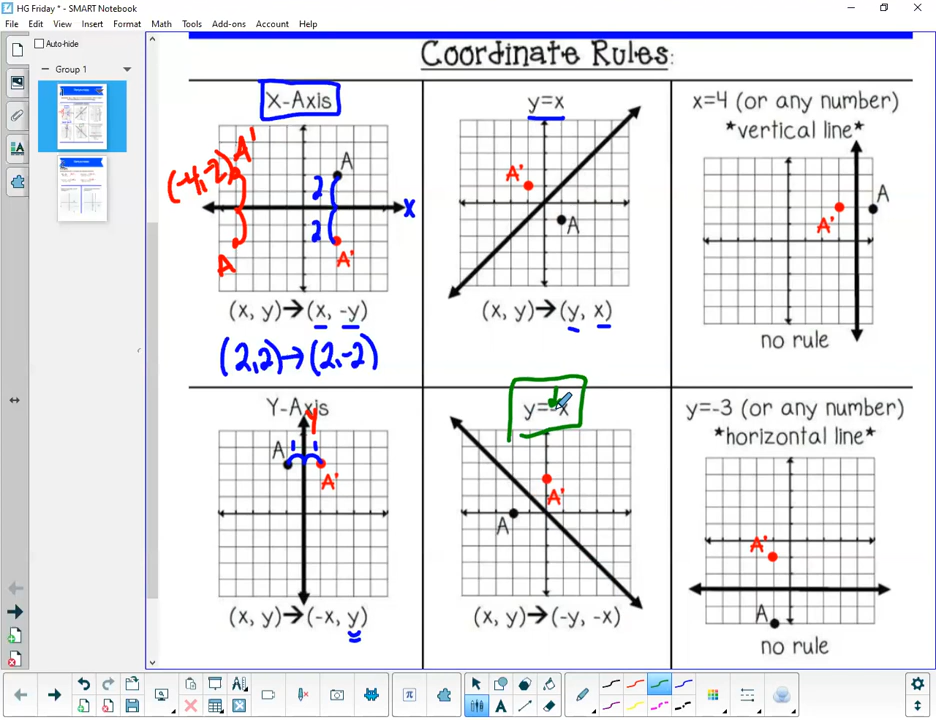 HG Friday * - SMART Notebook
File Edit View Insert Format Math Tools Add-ons Account Help
Auto-hide
Group 1
Coordinate Rules:
X-Axis
A'
(-4,-2)
A
2
x
2
A
A'
(x, y)→(x, -y)
(2,2)→(2,-2)
y=x
A'
A
(x, y)→(y, x)
x=4 (or any number)
*vertical line*
A
A'
no rule
Y-Axis
y
A 1 1
A'
(x, y)→(-x, y)
y=-x
A'
A
(x, y)→(-y, -x)
y=-3 (or any number)
*horizontal line*
A'
A
no rule